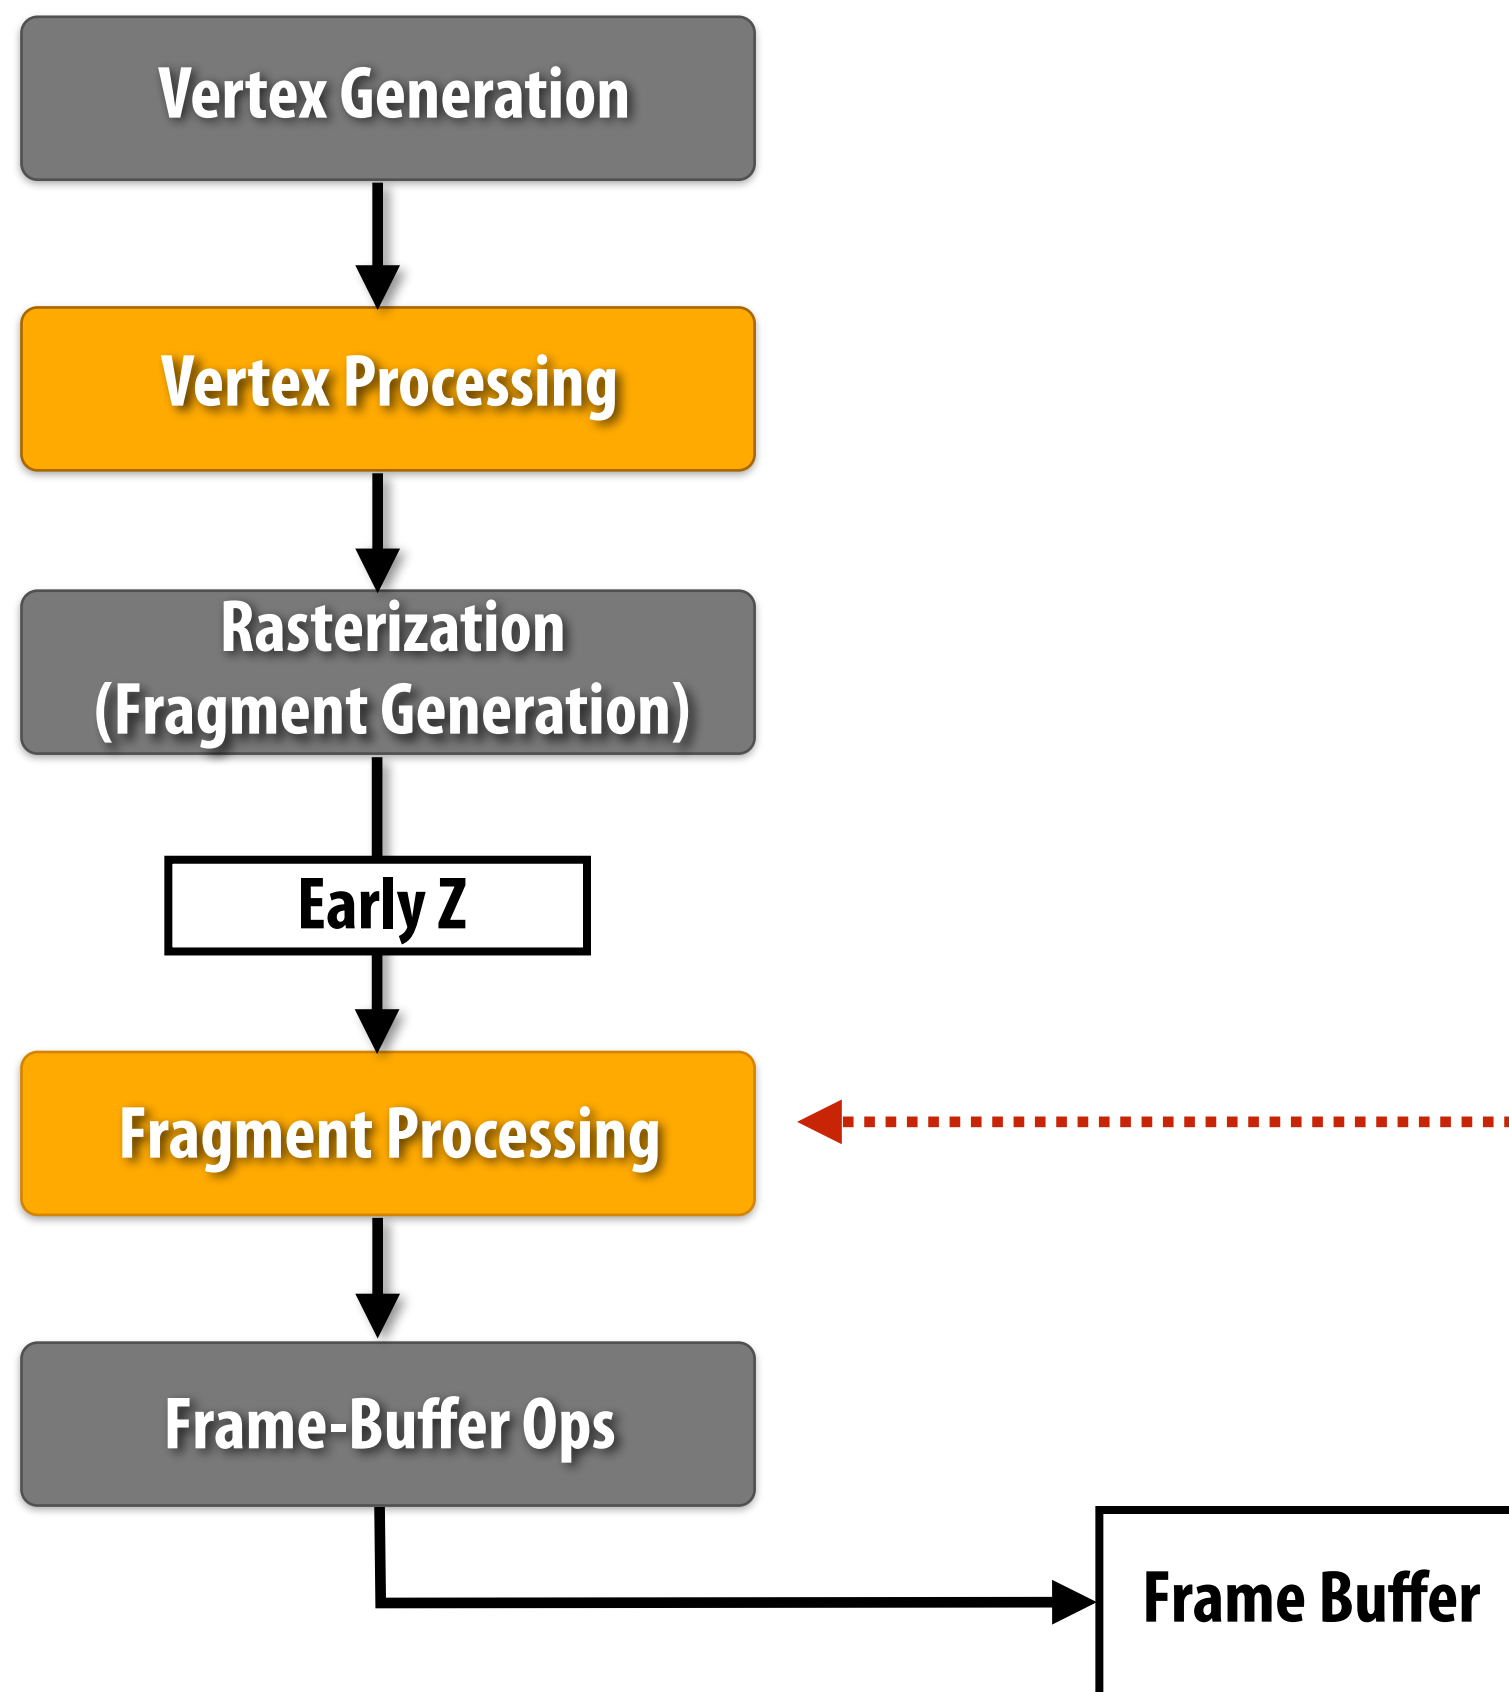 Vertex Generation
Vertex Processing
Rasterization
(Fragment Generation)
Early Z
Fragment Processing
Frame-Buffer Ops
Frame Buffer